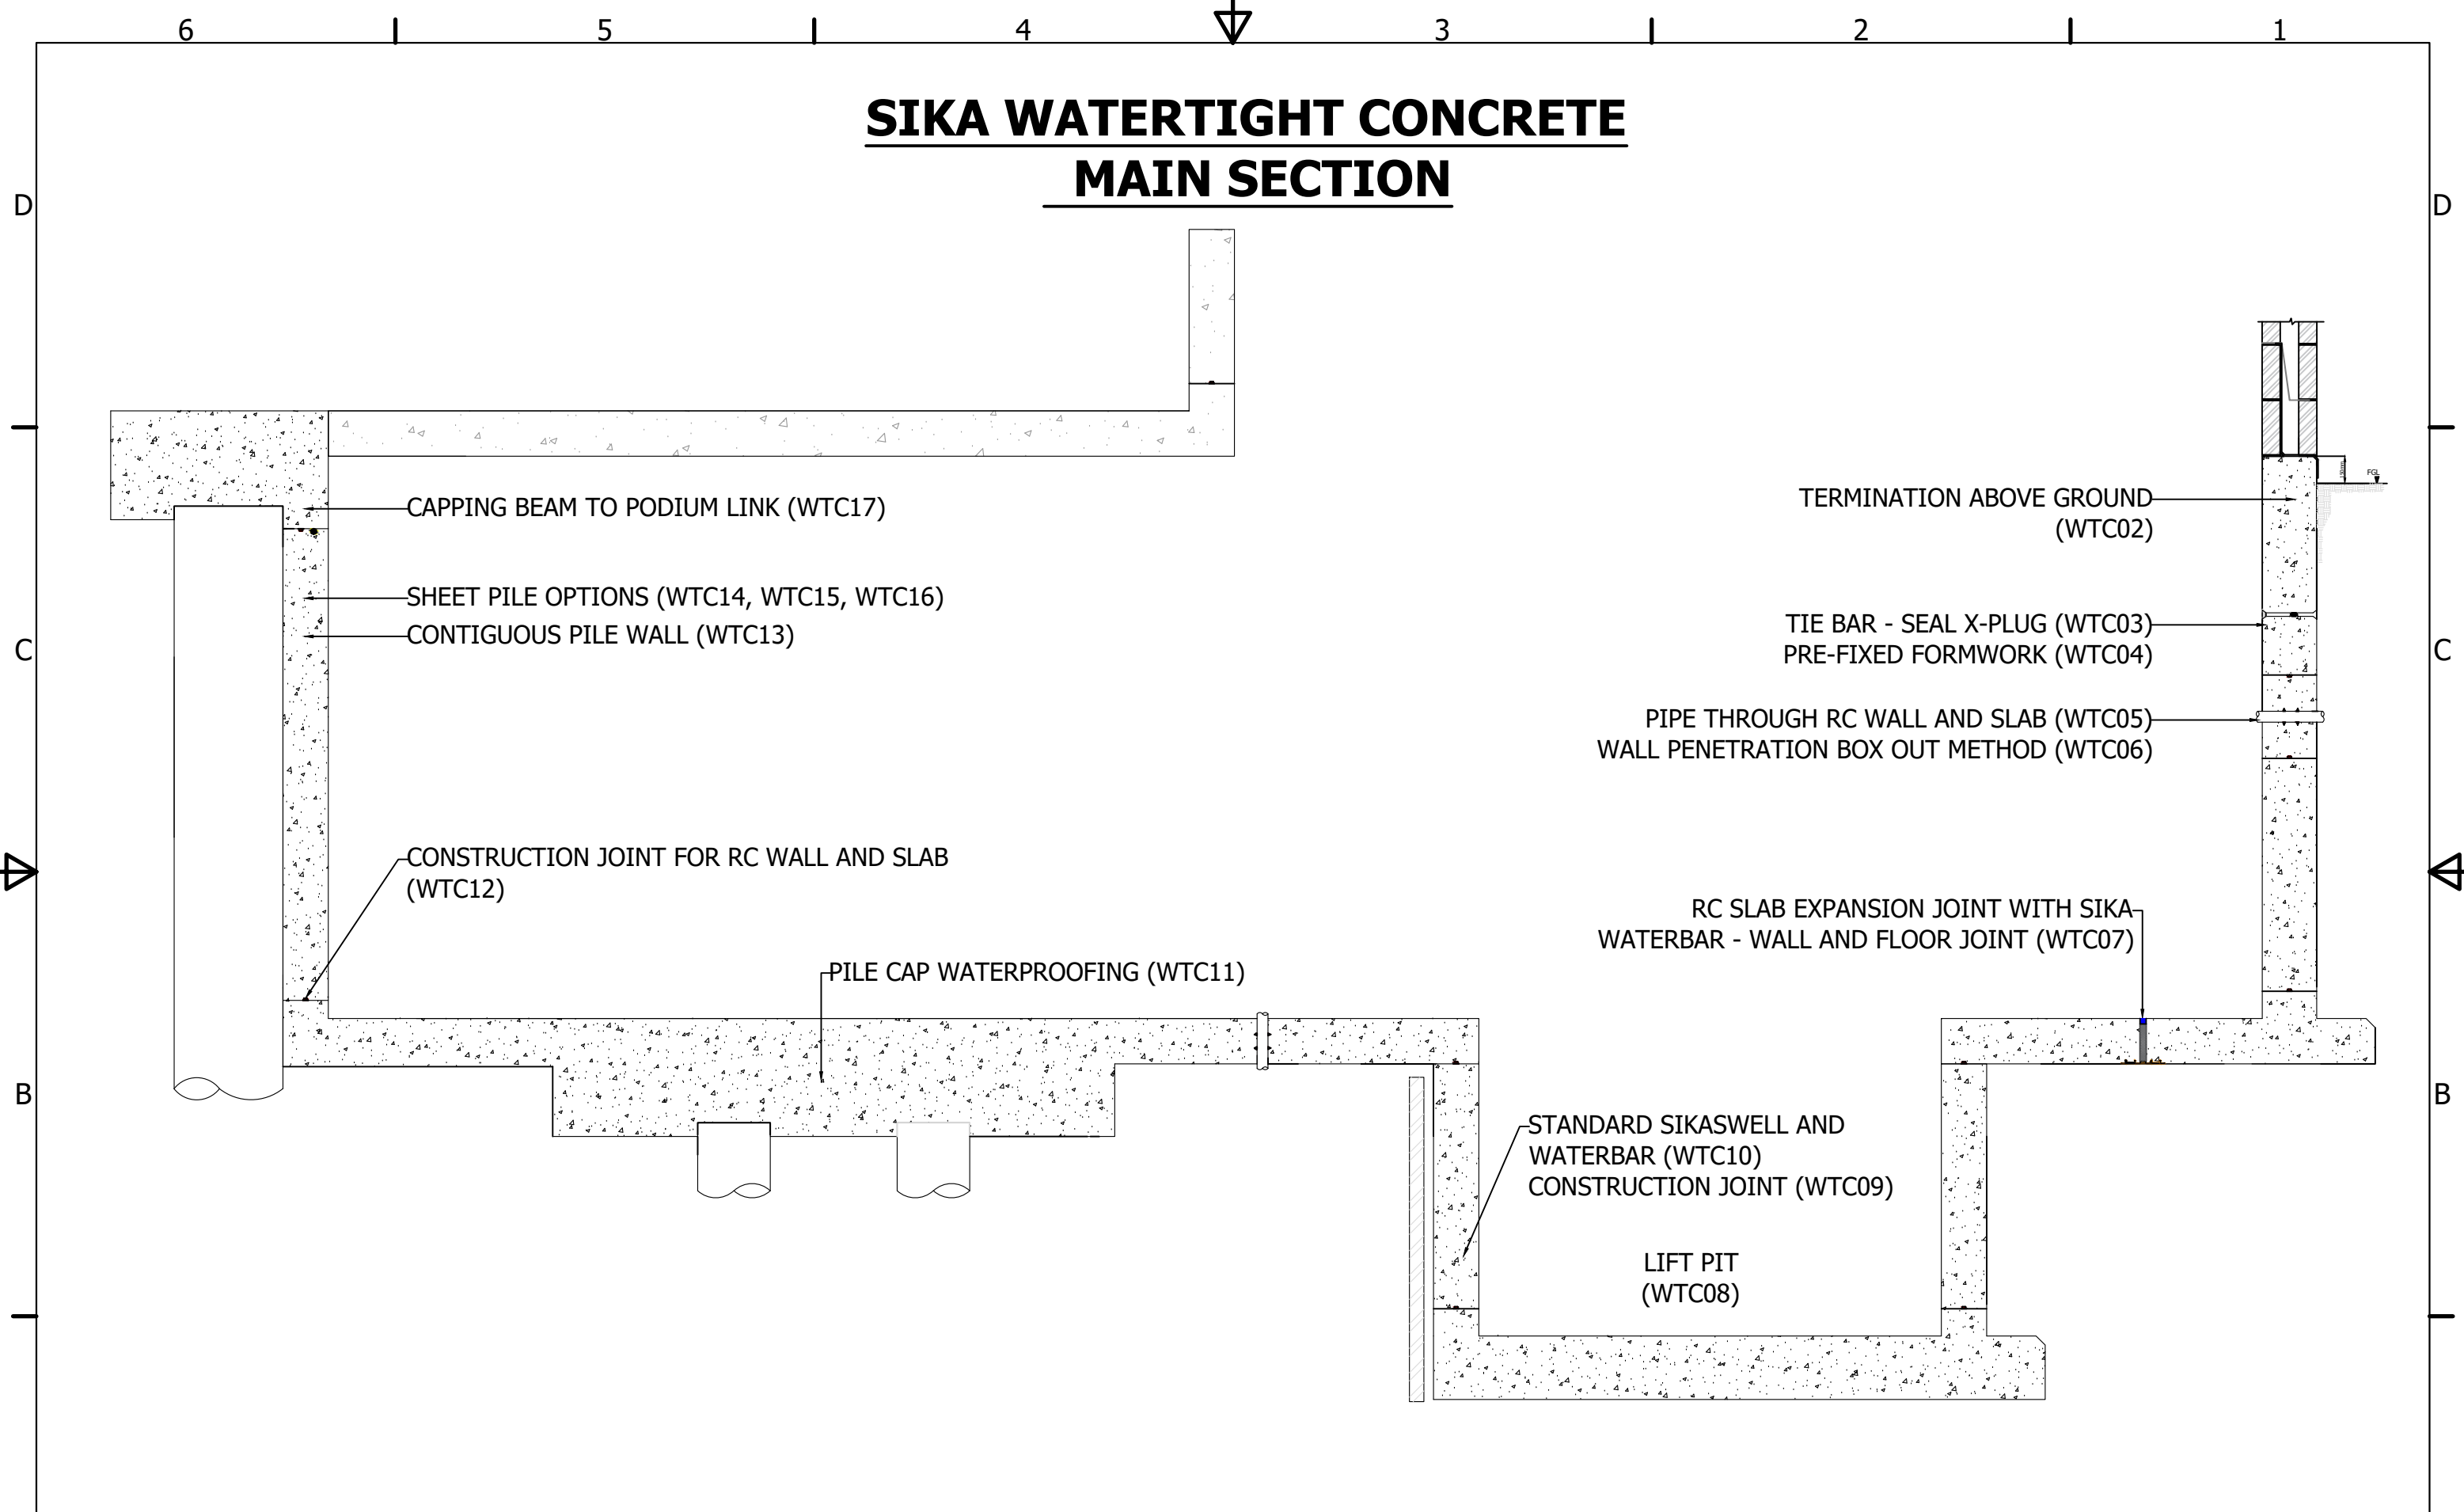 6 5 4 3 2 1
SIKA WATERTIGHT CONCRETE
MAIN SECTION
D D
CAPPING BEAM TO PODIUM LINK (WTC17)
SHEET PILE OPTIONS (WTC14, WTC15, WTC16)
CONTIGUOUS PILE WALL (WTC13)
CONSTRUCTION JOINT FOR RC WALL AND SLAB
(WTC12)
PILE CAP WATERPROOFING (WTC11)
FGL
TERMINATION ABOVE GROUND
(WTC02)
TIE BAR - SEAL X-PLUG (WTC03)
PRE-FIXED FORMWORK (WTC04)
C C
PIPE THROUGH RC WALL AND SLAB (WTC05)
WALL PENETRATION BOX OUT METHOD (WTC06)
RC SLAB EXPANSION JOINT WITH SIKA
WATERBAR - WALL AND FLOOR JOINT (WTC07)
B B
STANDARD SIKASWELL AND
WATERBAR (WTC10)
CONSTRUCTION JOINT (WTC09)
LIFT PIT
(WTC08)